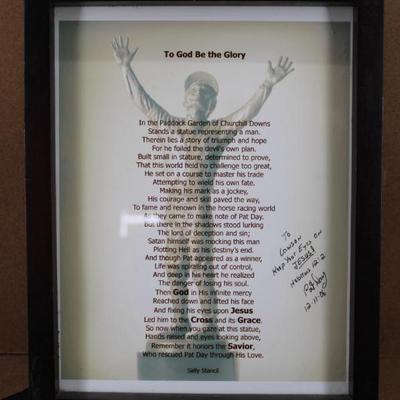 To God Be the Glory
In the Paddock Garden of Churchill Downs
Stands a statue representing a man.
Therein lies a story of triumph and hope
For he foiled the devil's own plan.
Built small in stature, determined to prove,
That this world held no challenge too great,
He set on a course to master his trade
Attempting to wield his own fate.
Making his mark as a jockey,
His courage and skill paved the way,
To fame and renown in the horse racing world
As they came to make note of Pat Day.
But there in the shadows stood lurking
The lord of deception and sin;
Satan himself was mocking this man
Plotting Hell as his destiny's end.
And though Pat appeared as a winner,
Life was spiraling out of control,
And deep in his heart he realized
The danger of losing his soul.
Then God in His infinite mercy
Reached down and lifted his face
And fixing his eyes upon Jesus
Led him to the Cross and its Grace.
So now when you gaze at this statue,
Hands raised and eyes looking above,
Remember it honors the Savior,
Who rescued Pat Day through His Love.
Sally Stancil
To
Lawson
Keep your eyes on
JESUS!
Hebrews 12:2
Pat Day
12-11-06